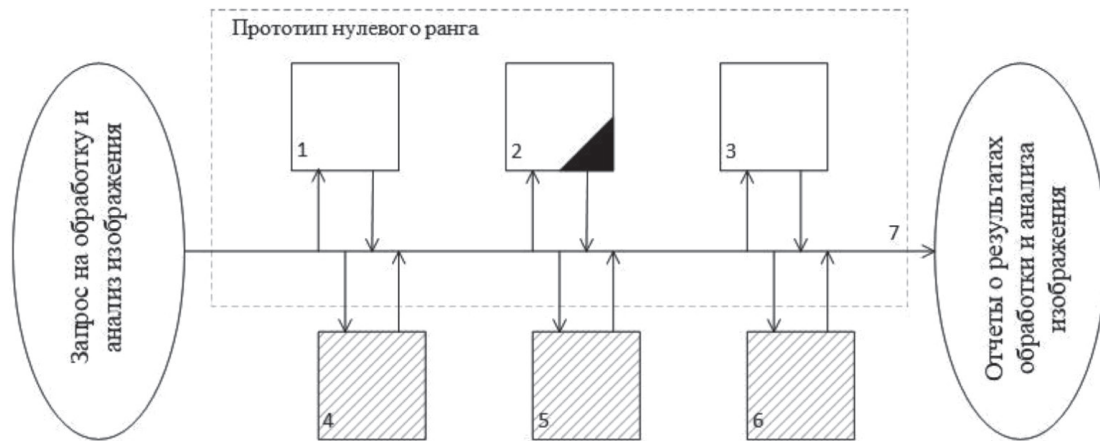 Прототип нулевого ранга
Запрос на обработку и
анализ изображения
1
2
3
7
4
5
6
Отчеты о результатах
обработки и анализа
изображения